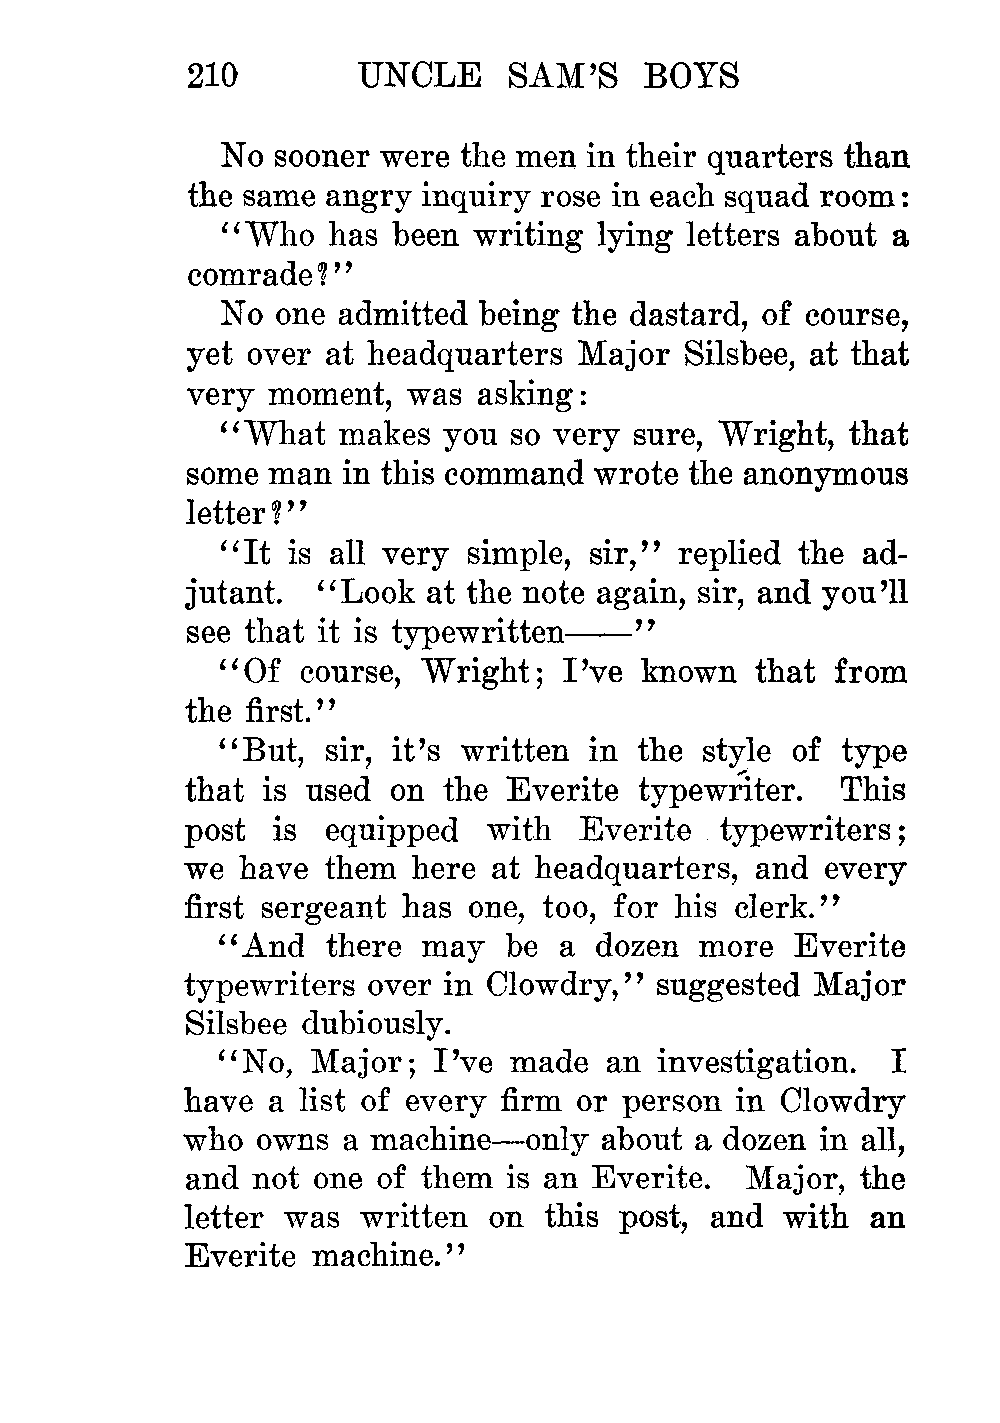 210 UNCLE SAM'S BOYS
No sooner were the men in their quarters than
the same angry inquiry rose in each squad room:
"Who has been writing lying letters about a
comrade?"
No one admitted being the dastard, of course,
yet over at headquarters Major Silsbee, at that
very moment, was asking:
"What makes you so very sure, Wright, that
some man in this command wrote the anonymous
letter?"
"It is all very simple, sir," replied the ad-
jutant. "Look at the note again, sir, and you'll
see that it is typewritten——"
"Of course, Wright; I've known that from
the first."
"But, sir, it's written in the style of type
that is used on the Everite typewriter. This
post is equipped with Everite typewriters;
we have them here at headquarters, and every
first sergeant has one, too, for his clerk."
"And there may be a dozen more Everite
typewriters over in Clowdry," suggested Major
Silsbee dubiously.
"No, Major; I've made an investigation. I
have a list of every firm or person in Clowdry
who owns a machine—only about a dozen in all,
and not one of them is an Everite. Major, the
letter was written on this post, and with an
Everite machine."